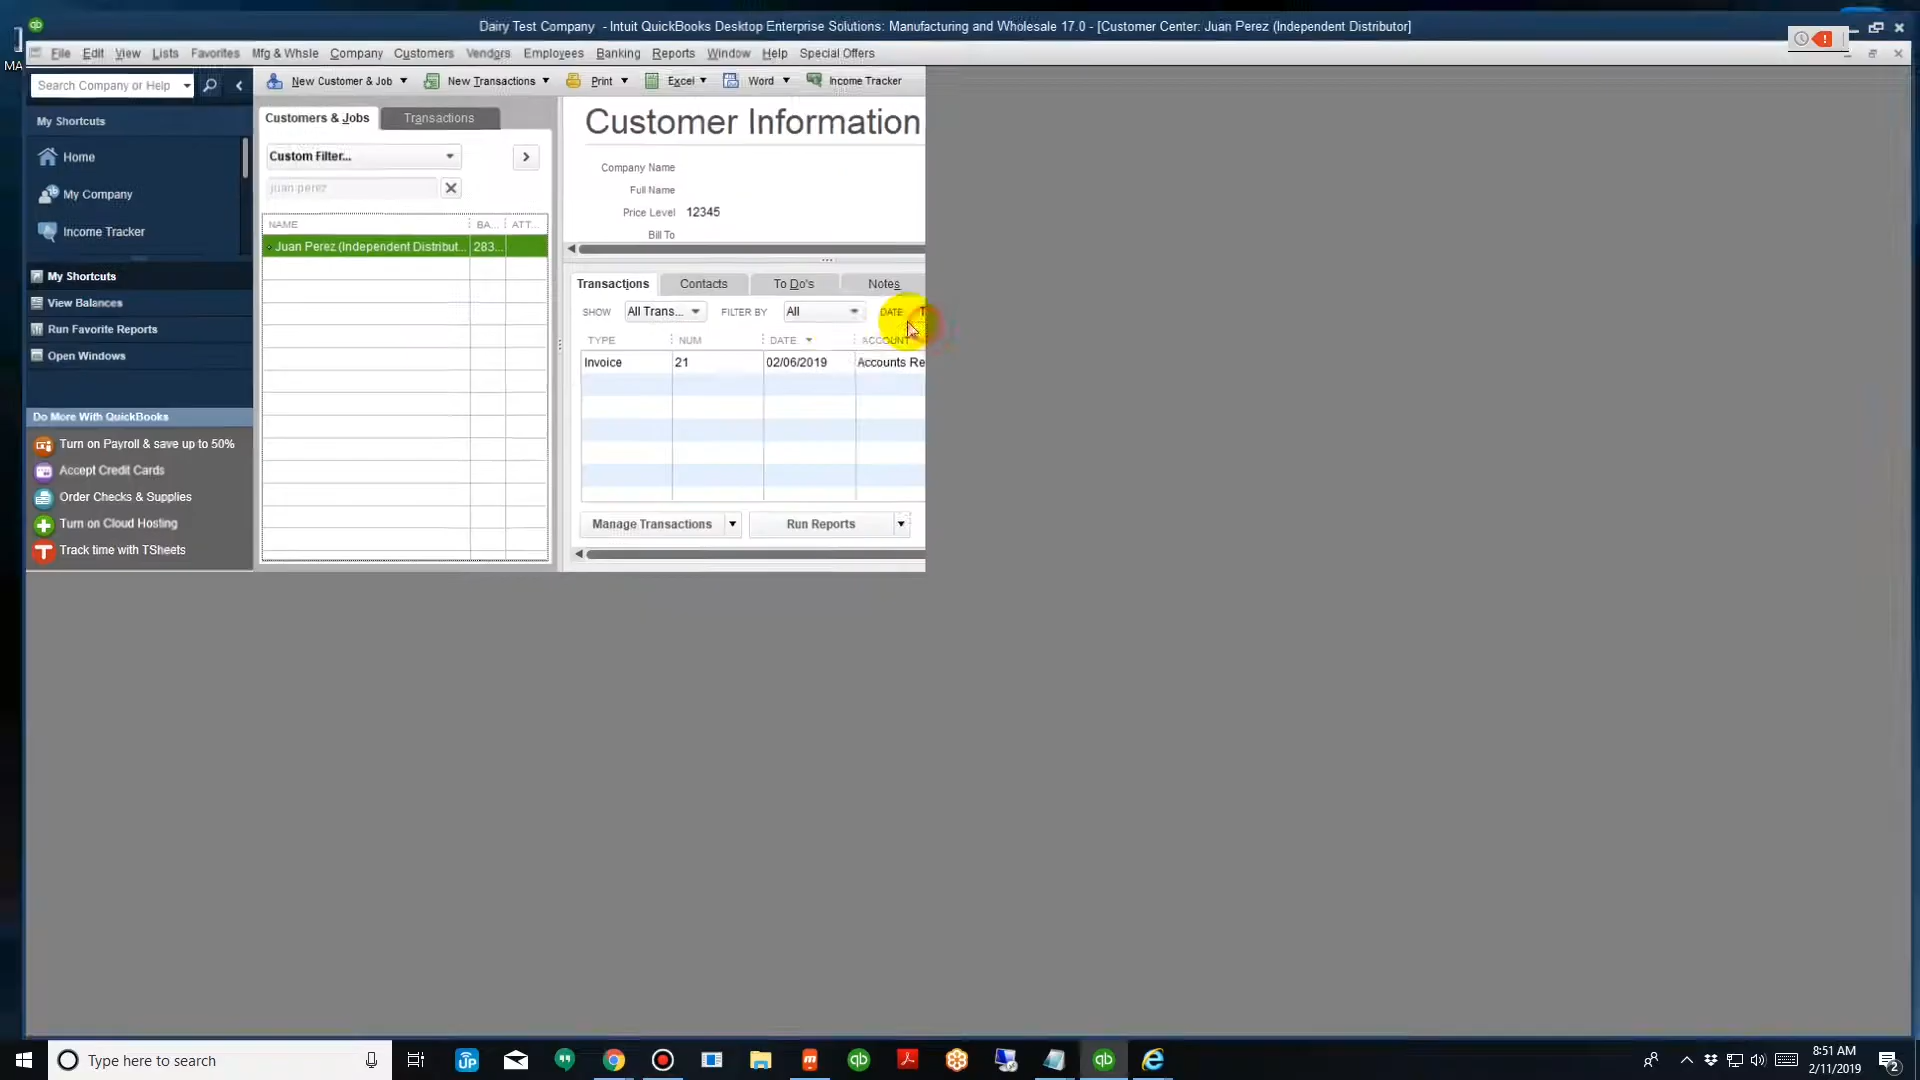 Dairy Test Company - Intuit QuickBooks Desktop Enterprise Solutions: Manufacturing and Wholesale 17.0 - [Customer Center: Juan Perez (Independent Distributor]
File Edit View Lists Favorites Mfg & Whsle Company Customers Vendors Employees Banking Reports Window Help Special Offers
MA
Search Company or Help
New Customer & Job New Transactions Print Excel Word Income Tracker
My Shortcuts
Home
My Company
Income Tracker
My Shortcuts
View Balances
Run Favorite Reports
Open Windows
Do More With QuickBooks
Turn on Payroll & save up to 50%
Accept Credit Cards
Order Checks & Supplies
Turn on Cloud Hosting
Track time with TSheets
Customers & Jobs Transactions
Custom Filter...
juan perez
NAME BA... ATT...
Juan Perez (Independent Distribut... 283...
Customer Information
Company Name
Full Name
Price Level 12345
Bill To
Transactions Contacts To Do's Notes
SHOW All Trans... FILTER BY All DATE
TYPE NUM DATE ACCOUNT
Invoice 21 02/06/2019 Accounts Re
Manage Transactions Run Reports
Type here to search
8:51 AM
2/11/2019
2